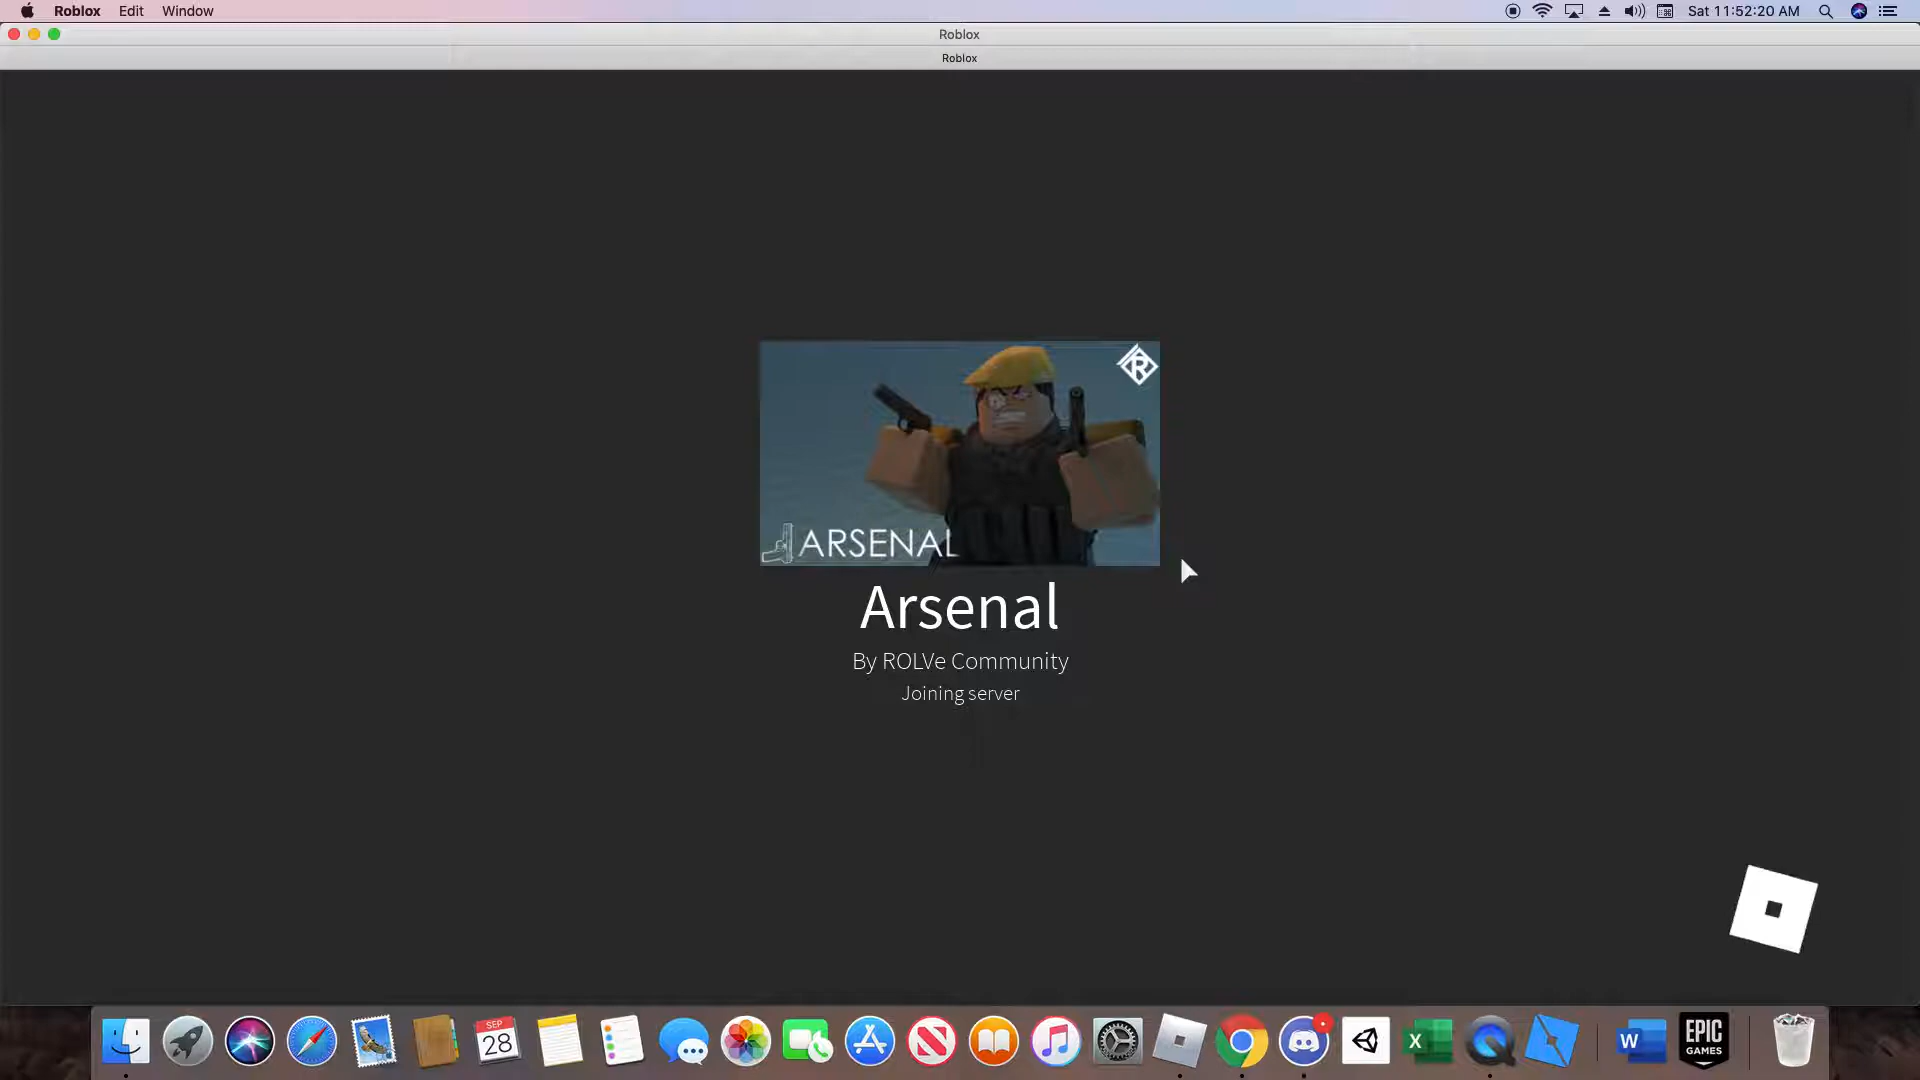 Roblox Edit Window Sat 11:52:20 AM
Roblox
Roblox
R
ARSENAL
Arsenal
By ROLVe Community
Joining server
SEP
28
X
W
EPIC
GAMES